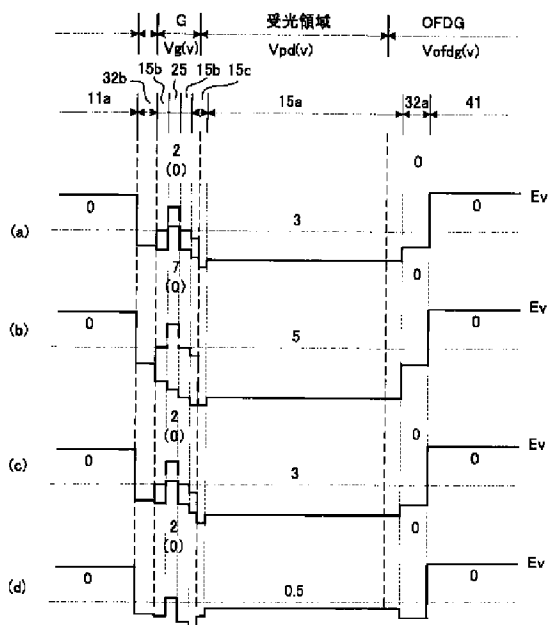 G 受光領域 OFDG
Vg(v) Vpd(v) Vofdg(v)
32b 15b 25 15b 15c
11a 15a 32a 41
2
(0)
0
0 3 0 Ev
(a)
7
(0)
0
0 5 0 Ev
(b)
2
(0)
0
0 3 0 Ev
(c)
2
(0)
0
0 0.5 0 Ev
(d)